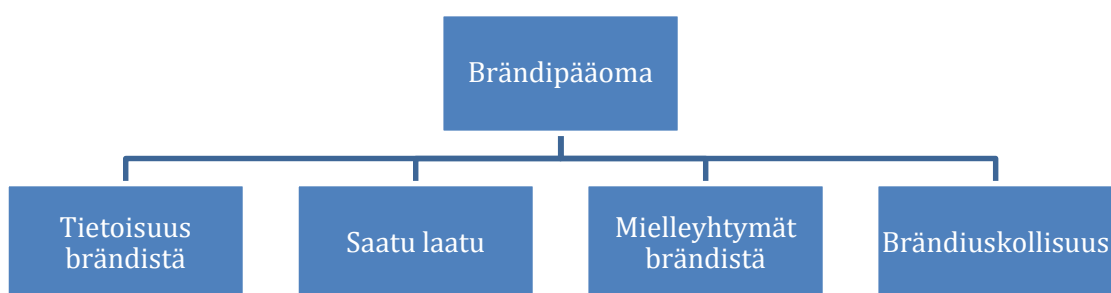 Brändipääoma
Tietoisuus
brändistä
Saatu laatu
Mielleyhtymät
brändistä
Brändiuskollisuus